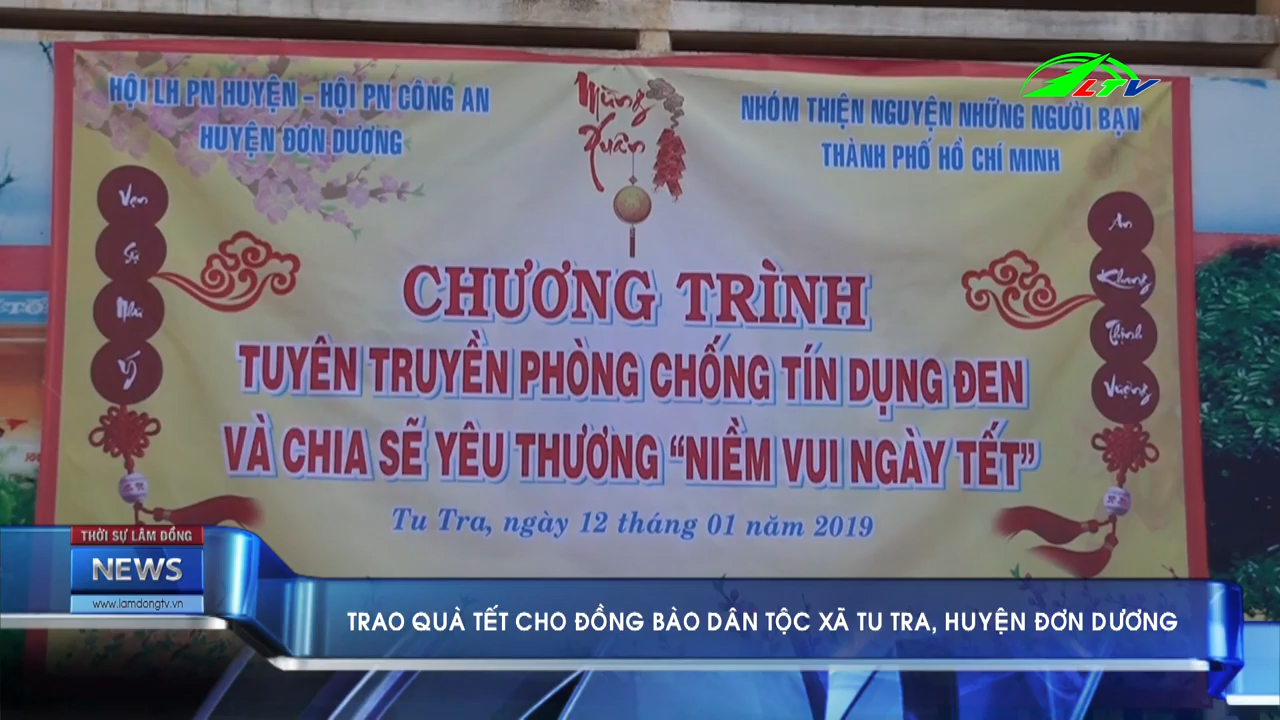 LTV
HỘI LH PN HUYỆN - HỘI PN CÔNG AN
HUYỆN ĐƠN DƯƠNG
Mừng
Xuân
NHÓM THIỆN NGUYỆN NHỮNG NGƯỜI BẠN
THÀNH PHỐ HỒ CHÍ MINH
Vạn
Sự
Như
Ý
An
Khang
Thịnh
Vượng
CHƯƠNG TRÌNH
TUYÊN TRUYỀN PHÒNG CHỐNG TÍN DỤNG ĐEN
VÀ CHIA SẼ YÊU THƯƠNG "NIỀM VUI NGÀY TẾT"
Tu Tra, ngày 12 tháng 01 năm 2019
THỜI SỰ LÂM ĐỒNG
NEWS
www.lamdongtv.vn
TRAO QUÀ TẾT CHO ĐỒNG BÀO DÂN TỘC XÃ TU TRA, HUYỆN ĐƠN DƯƠNG